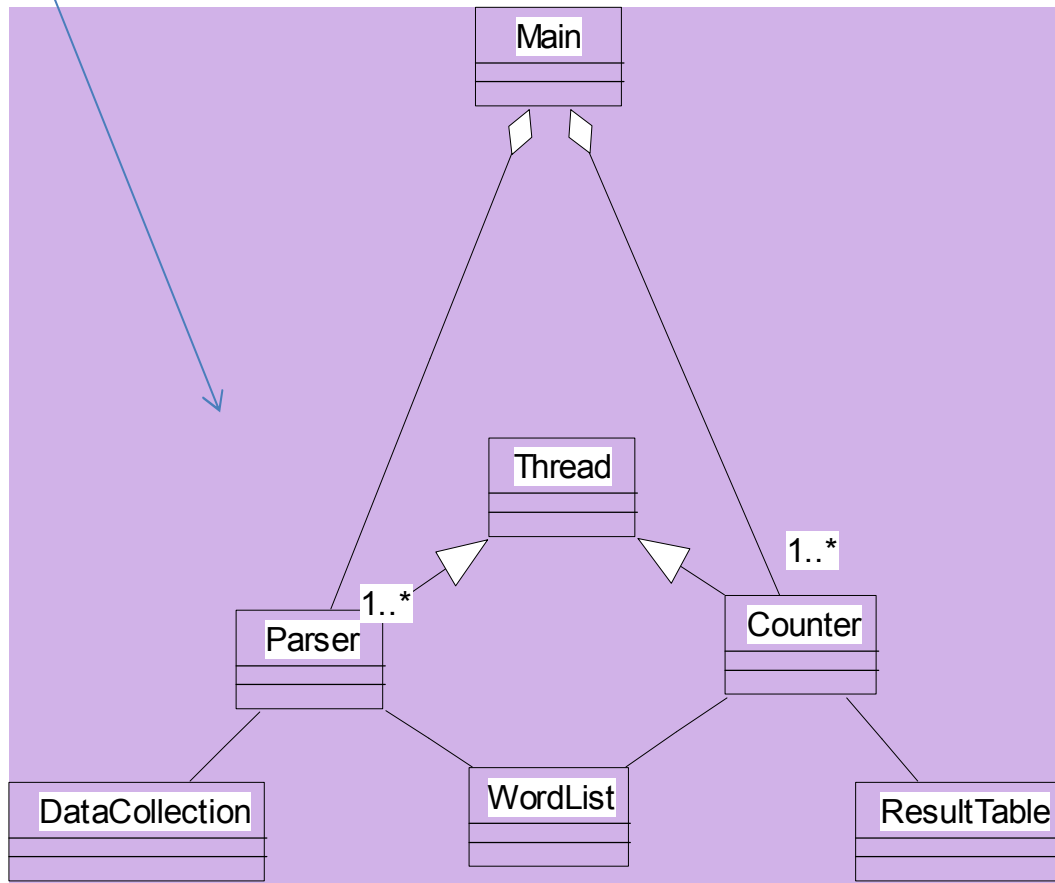 Main
Thread
1..*
1..*
Parser
Counter
DataCollection
WordList
ResultTable